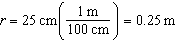 r = 25 cm(1 m / 100 cm) = 0.25 m